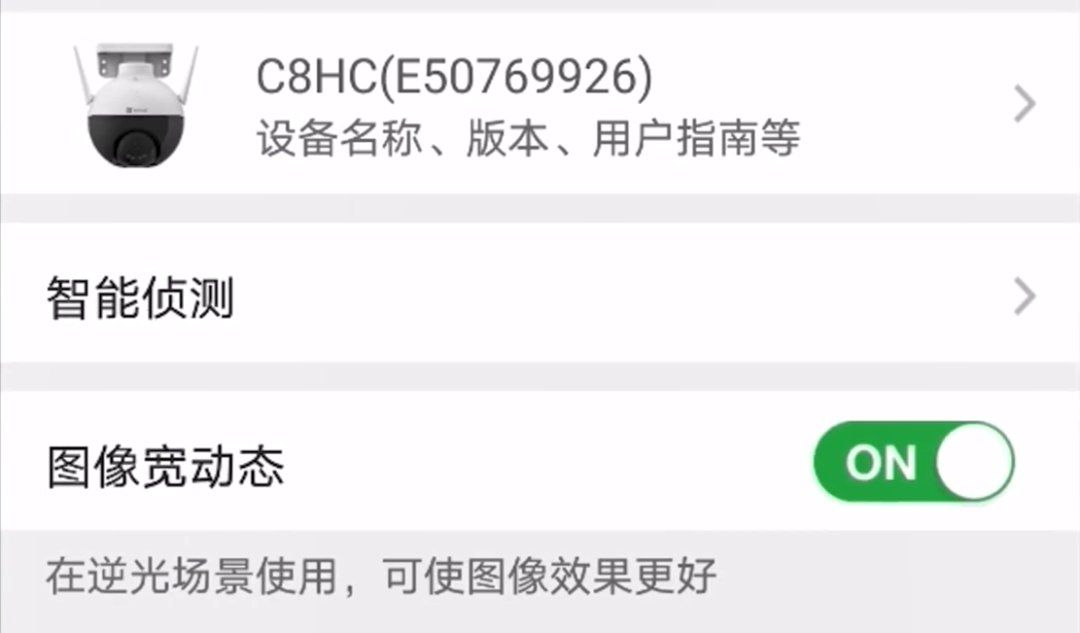 C8HC(E50769926)
设备名称、版本、用户指南等
智能侦测
图像宽动态
ON
在逆光场景使用，可使图像效果更好